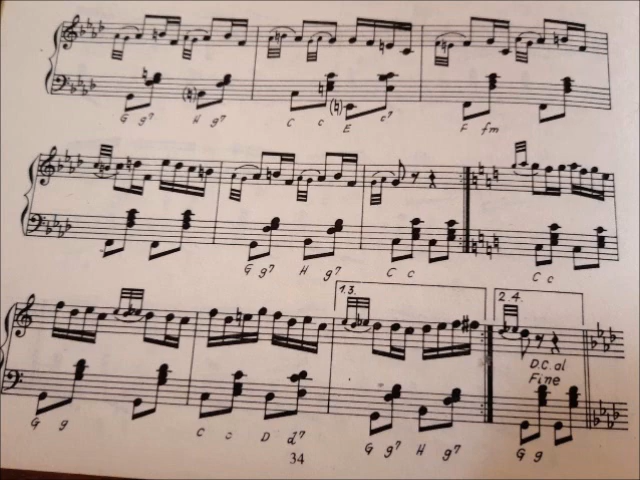 G g7 H g7 C c E c7 F fm
G g7 H g7 C c C c
1.3. 2.4.
D.C. al
Fine
G g C c D d7 G g7 H g7 G g
34